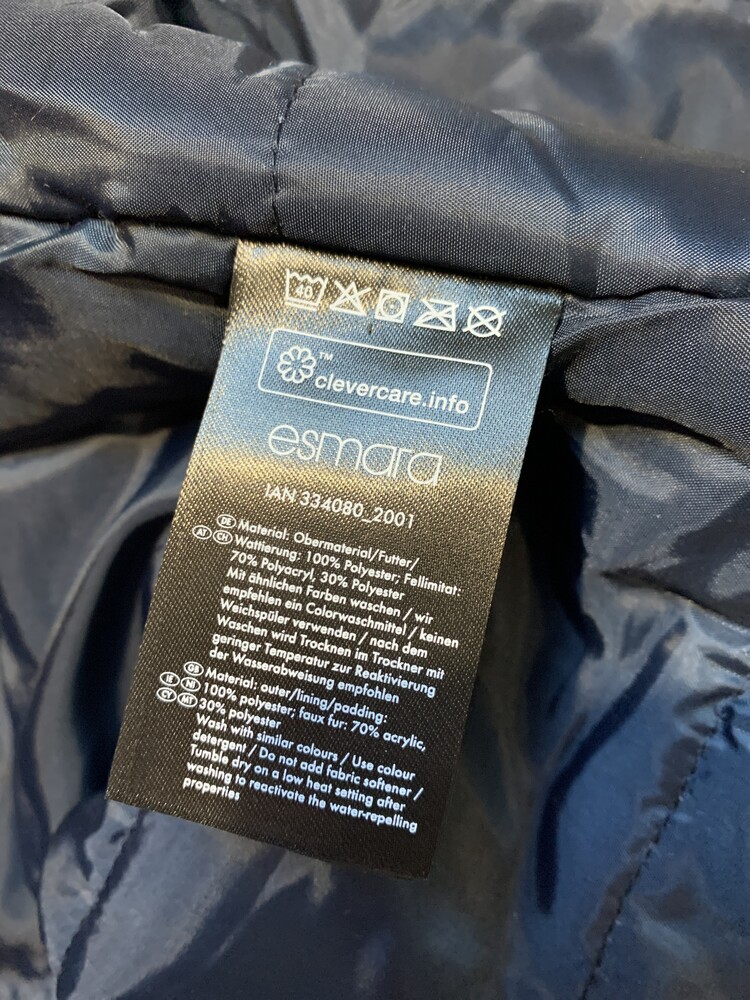 40
™
clevercare.info
esmara
IAN 334080_2001
DE Material: Obermaterial/Futter/
AT CH Wattierung: 100% Polyester; Fellimitat:
70% Polyacryl, 30% Polyester
Mit ähnlichen Farben waschen / wir
empfehlen ein Colorwaschmittel / keinen
Weichspüler verwenden / nach dem
Waschen wird Trocknen im Trockner mit
geringer Temperatur zur Reaktivierung
der Wasserabweisung empfohlen
GB Material: outer/lining/padding:
IE NI 100% polyester; faux fur: 70% acrylic,
CY MT 30% polyester
Wash with similar colours / Use colour
detergent / Do not add fabric softener /
Tumble dry on a low heat setting after
washing to reactivate the water-repelling
properties